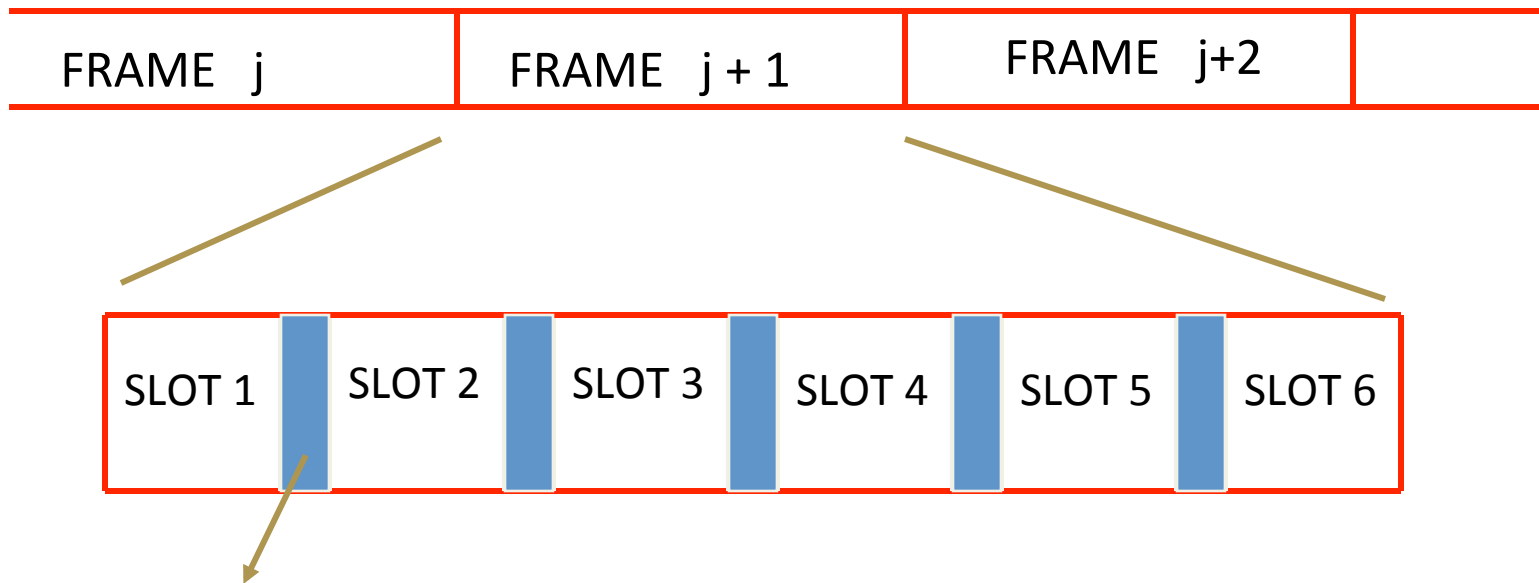 FRAME j
FRAME j + 1
FRAME j+2
SLOT 1
SLOT 2
SLOT 3
SLOT 4
SLOT 5
SLOT 6